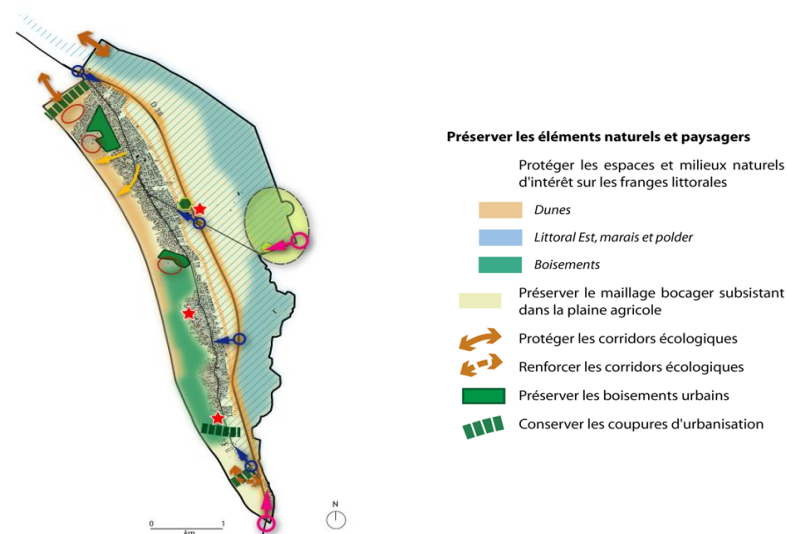 D 38
Préserver les éléments naturels et paysagers
Protéger les espaces et milieux naturels
d'intérêt sur les franges littorales
Dunes
Littoral Est, marais et polder
Boisements
Préserver le maillage bocager subsistant
dans la plaine agricole
Protéger les corridors écologiques
Renforcer les corridors écologiques
Préserver les boisements urbains
Conserver les coupures d'urbanisation
N
0 1
km